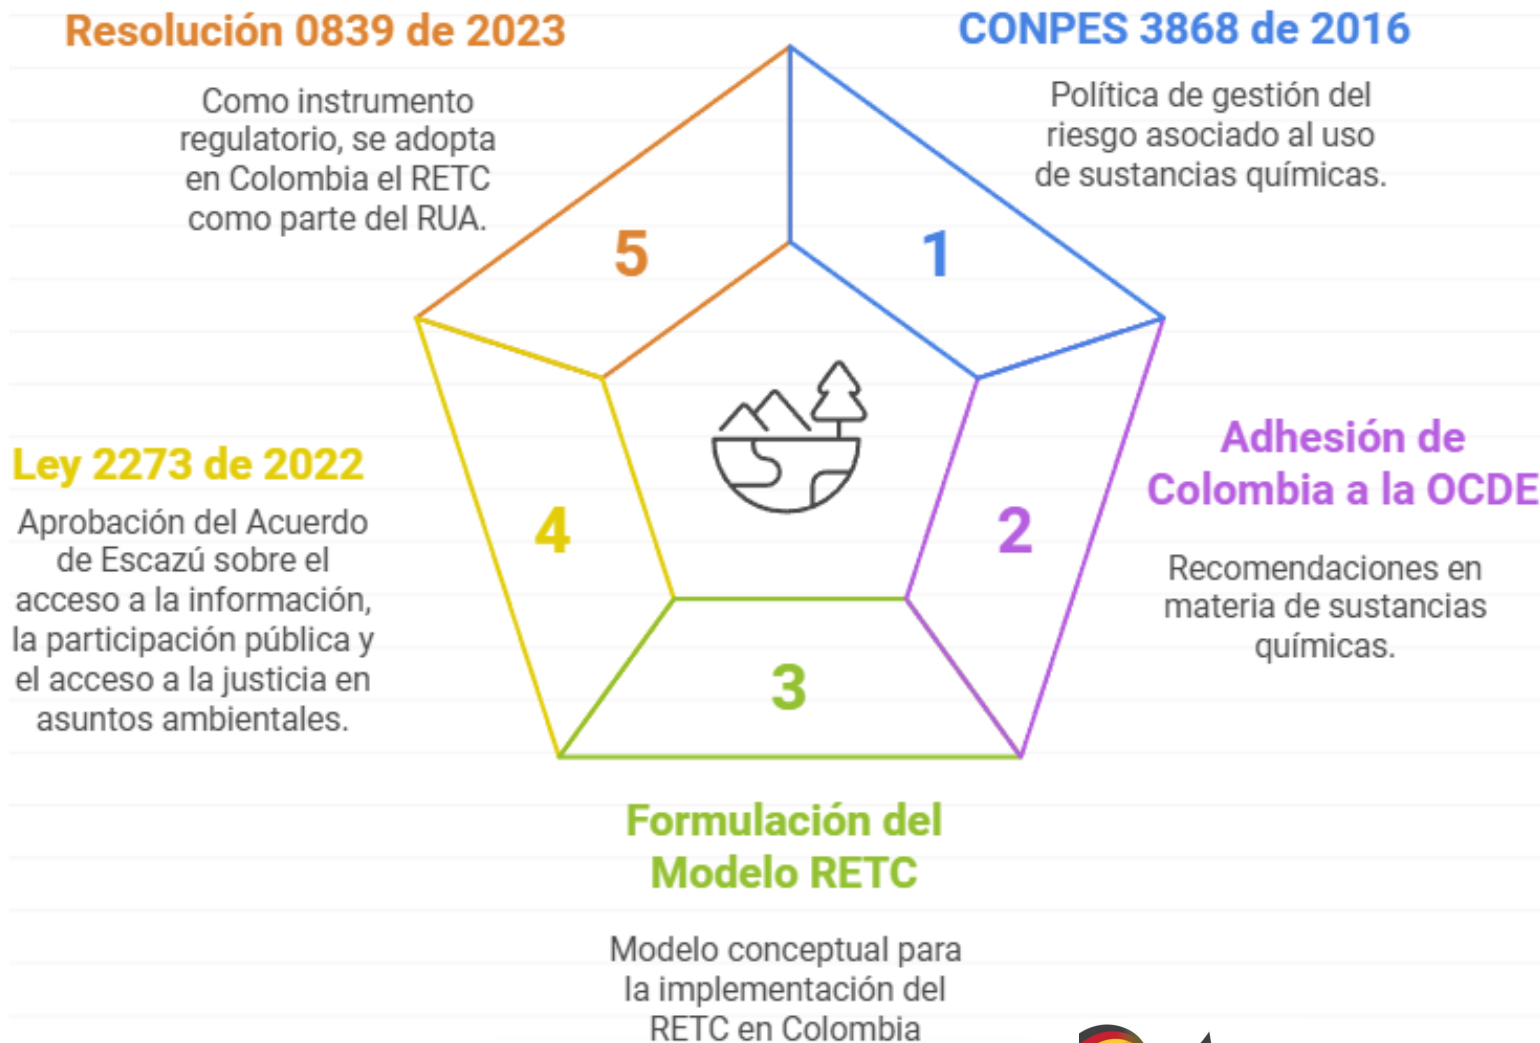 CONPES 3868 de 2016
Política de gestión del
riesgo asociado al uso
de sustancias químicas.
1
Adhesión de
Colombia a la OCDE
Recomendaciones en
materia de sustancias
químicas.
2
Formulación del
Modelo RETC
Modelo conceptual para
la implementación del
RETC en Colombia
3
Ley 2273 de 2022
Aprobación del Acuerdo
de Escazú sobre el
acceso a la información,
la participación pública y
el acceso a la justicia en
asuntos ambientales.
4
Resolución 0839 de 2023
Como instrumento
regulatorio, se adopta
en Colombia el RETC
como parte del RUA.
5